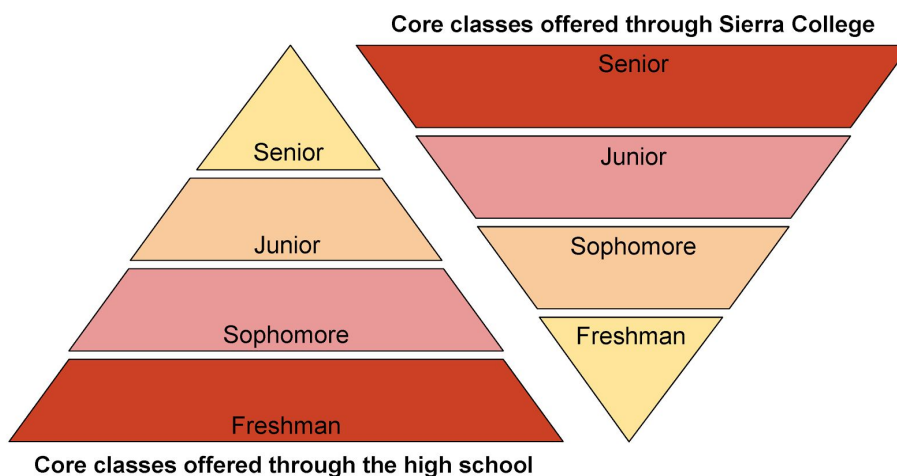 Core classes offered through Sierra College
Senior
Junior
Sophomore
Freshman
Senior
Junior
Sophomore
Freshman
Core classes offered through the high school